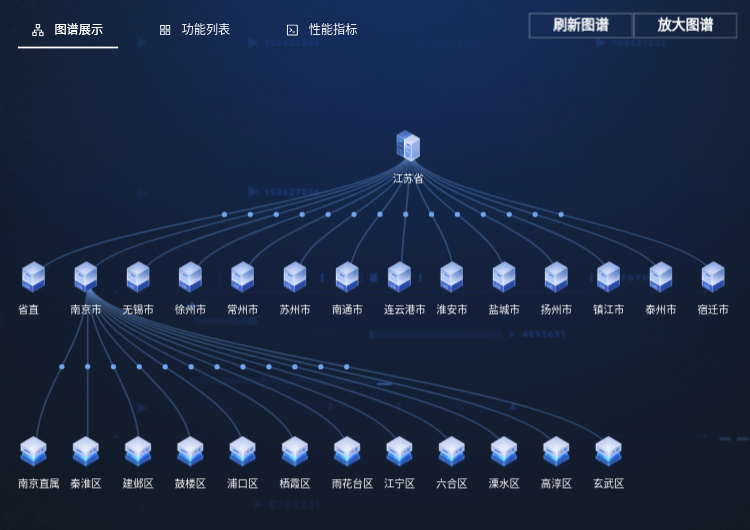 图谱展示 功能列表 性能指标 刷新图谱 放大图谱
江苏省
省直 南京市 无锡市 徐州市 常州市 苏州市 南通市 连云港市 淮安市 盐城市 扬州市 镇江市 泰州市 宿迁市
南京直属 秦淮区 建邺区 鼓楼区 浦口区 栖霞区 雨花台区 江宁区 六合区 溧水区 高淳区 玄武区